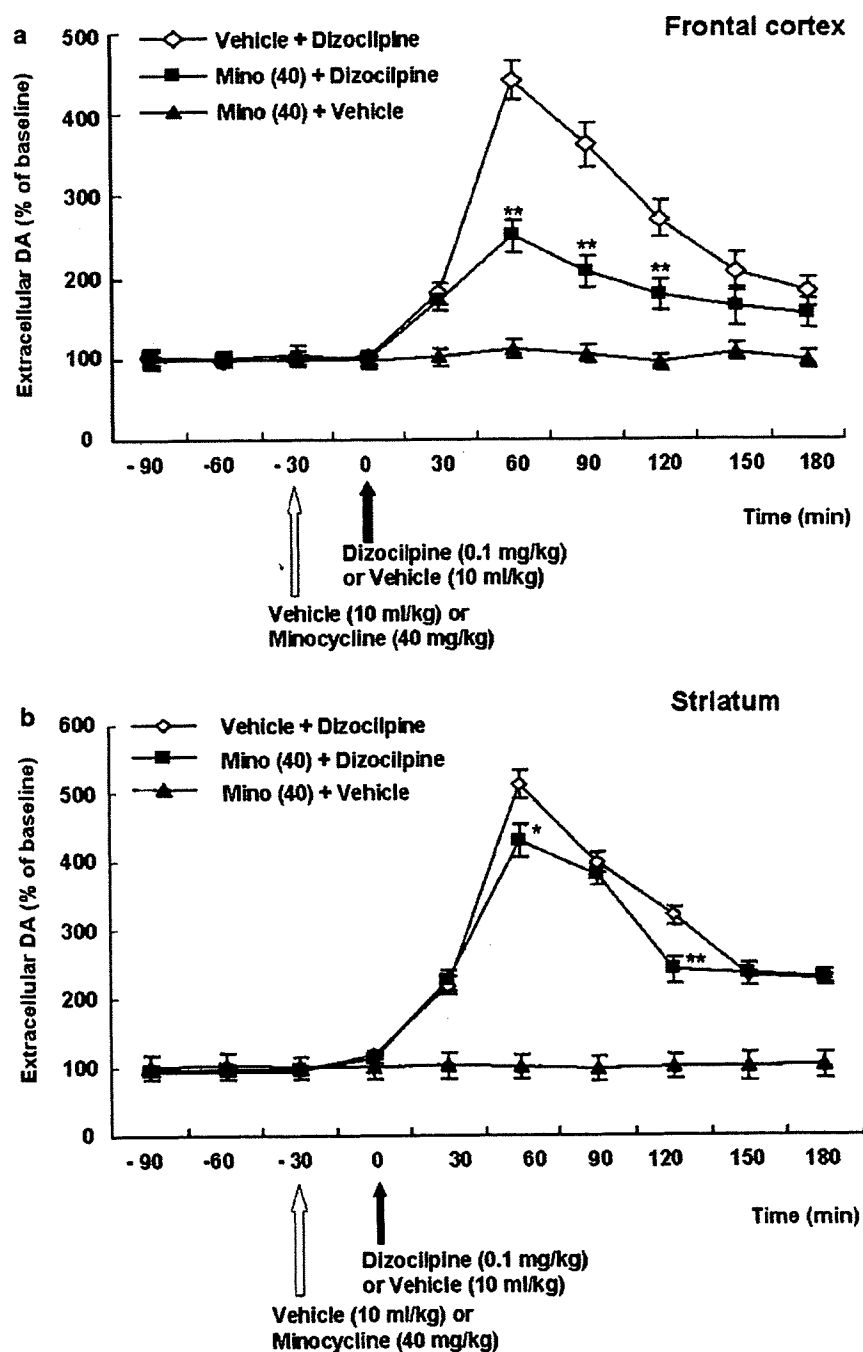 a
Frontal cortex
Vehicle + Dizocilpine
Mino (40) + Dizocilpine
Mino (40) + Vehicle
Extracellular DA (% of baseline)
500
400
300
200
100
0
**
**
**
- 90 -60 - 30 0 30 60 90 120 150 180
Time (min)
Dizocilpine (0.1 mg/kg)
or Vehicle (10 ml/kg)
Vehicle (10 ml/kg) or
Minocycline (40 mg/kg)
b
Striatum
Vehicle + Dizocilpine
Mino (40) + Dizocilpine
Mino (40) + Vehicle
Extracellular DA (% of baseline)
600
500
400
300
200
100
0
*
**
- 90 -60 - 30 0 30 60 90 120 150 180
Time (min)
Dizocilpine (0.1 mg/kg)
or Vehicle (10 ml/kg)
Vehicle (10 ml/kg) or
Minocycline (40 mg/kg)